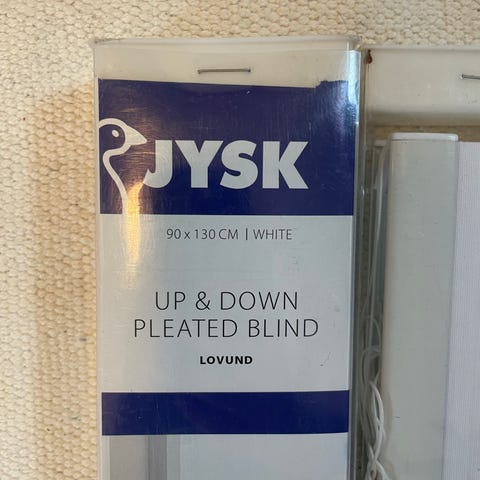 JYSK
90 x 130 CM | WHITE
UP & DOWN
PLEATED BLIND
LOVUND